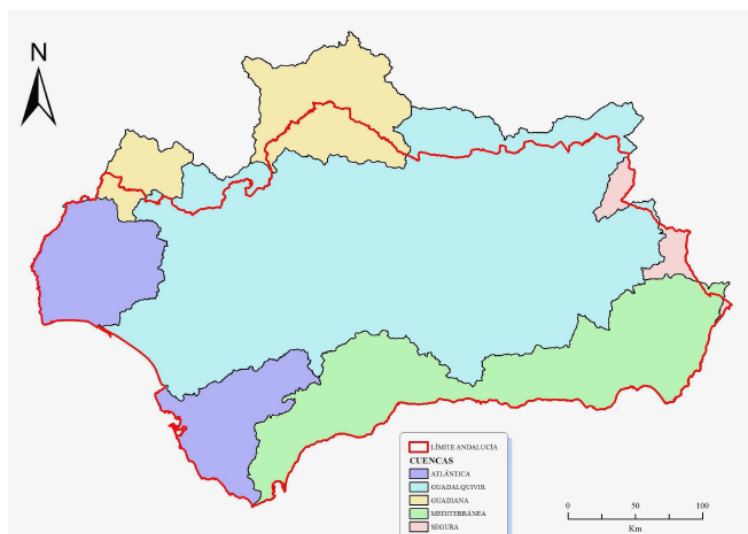 N
LÍMITE ANDALUCÍA
CUENCAS
ATLÁNTICA
GUADALQUIVIR
GUADIANA
MEDITERRÁNEA
SEGURA
0 50 100
Km